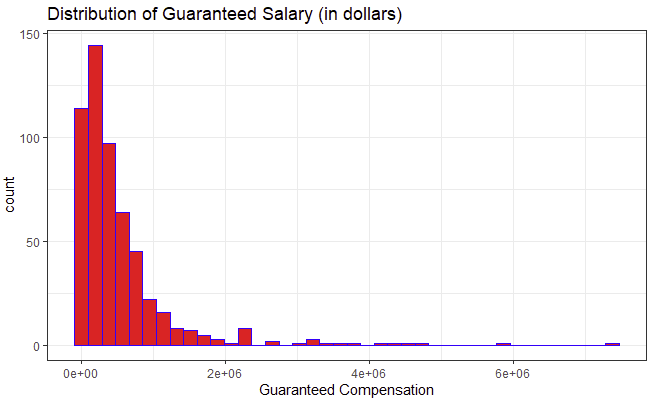 Distribution of Guaranteed Salary (in dollars)
150
100
50
0
count
0e+00 2e+06 4e+06 6e+06
Guaranteed Compensation